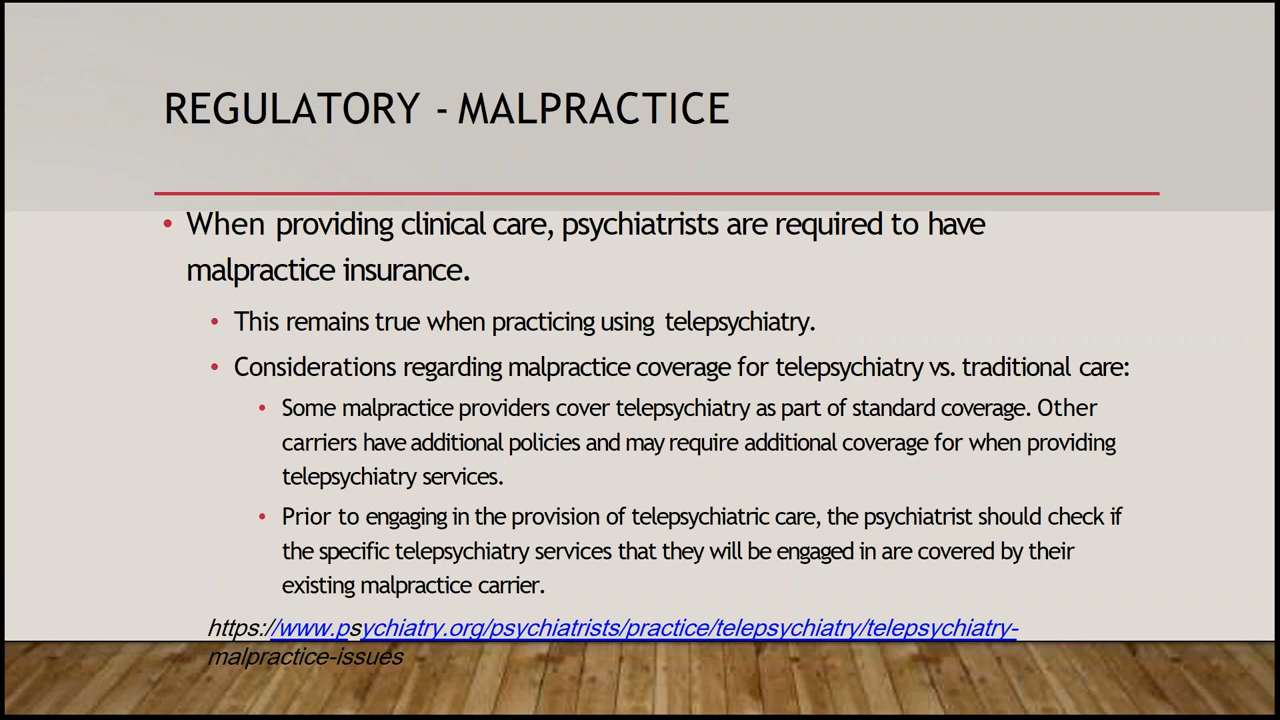 REGULATORY - MALPRACTICE
• When providing clinical care, psychiatrists are required to have
malpractice insurance.
• This remains true when practicing using telepsychiatry.
• Considerations regarding malpractice coverage for telepsychiatry vs. traditional care:
• Some malpractice providers cover telepsychiatry as part of standard coverage. Other
carriers have additional policies and may require additional coverage for when providing
telepsychiatry services.
• Prior to engaging in the provision of telepsychiatric care, the psychiatrist should check if
the specific telepsychiatry services that they will be engaged in are covered by their
existing malpractice carrier.
https://www.psychiatry.org/psychiatrists/practice/telepsychiatry/telepsychiatry-
malpractice-issues